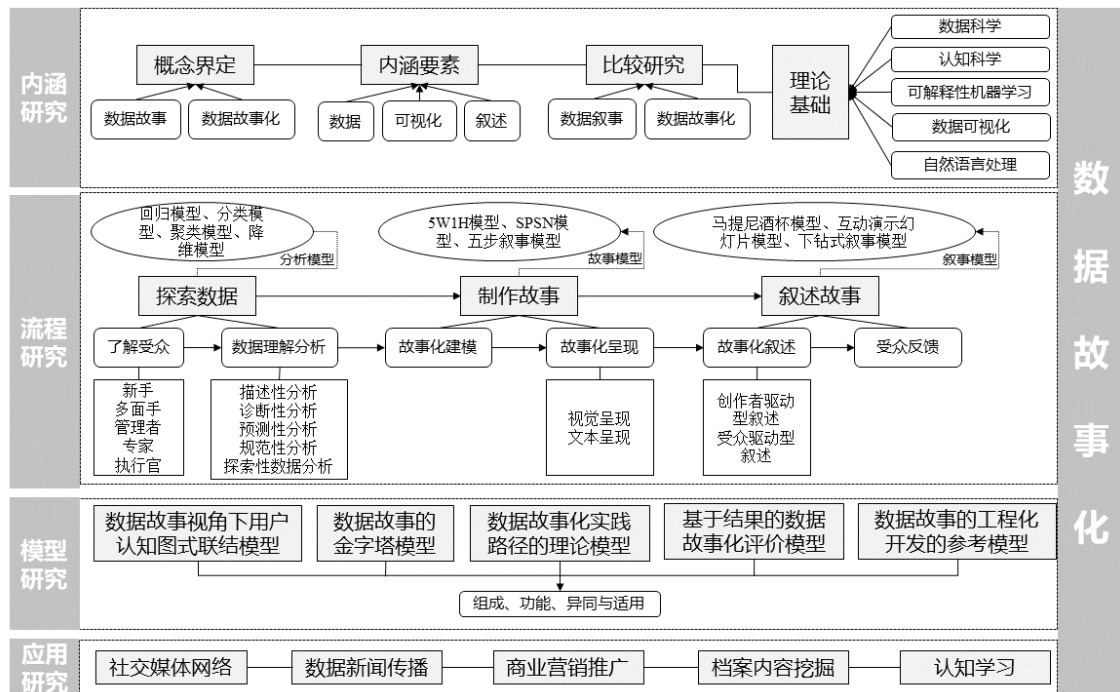 内涵
研究
概念界定
内涵要素
比较研究
理论
基础
数据故事
数据故事化
数据
可视化
叙述
数据叙事
数据故事化
数据科学
认知科学
可解释性机器学习
数据可视化
自然语言处理
流程
研究
回归模型、分类模
型、聚类模型、降
维模型
分析模型
5W1H模型、SPSN模
型、五步叙事模型
故事模型
马提尼酒杯模型、互动演示幻
灯片模型、下钻式叙事模型
叙事模型
探索数据
制作故事
叙述故事
了解受众
数据理解分析
故事化建模
故事化呈现
故事化叙述
受众反馈
新手
多面手
管理者
专家
执行官
描述性分析
诊断性分析
预测性分析
规范性分析
探索性数据分析
视觉呈现
文本呈现
创作者驱动
型叙述
受众驱动型
叙述
模型
研究
数据故事视角下用户
认知图式联结模型
数据故事的
金字塔模型
数据故事化实践
路径的理论模型
基于结果的数据
故事化评价模型
数据故事的工程化
开发的参考模型
组成、功能、异同与适用
应用
研究
社交媒体网络
数据新闻传播
商业营销推广
档案内容挖掘
认知学习
数
据
故
事
化